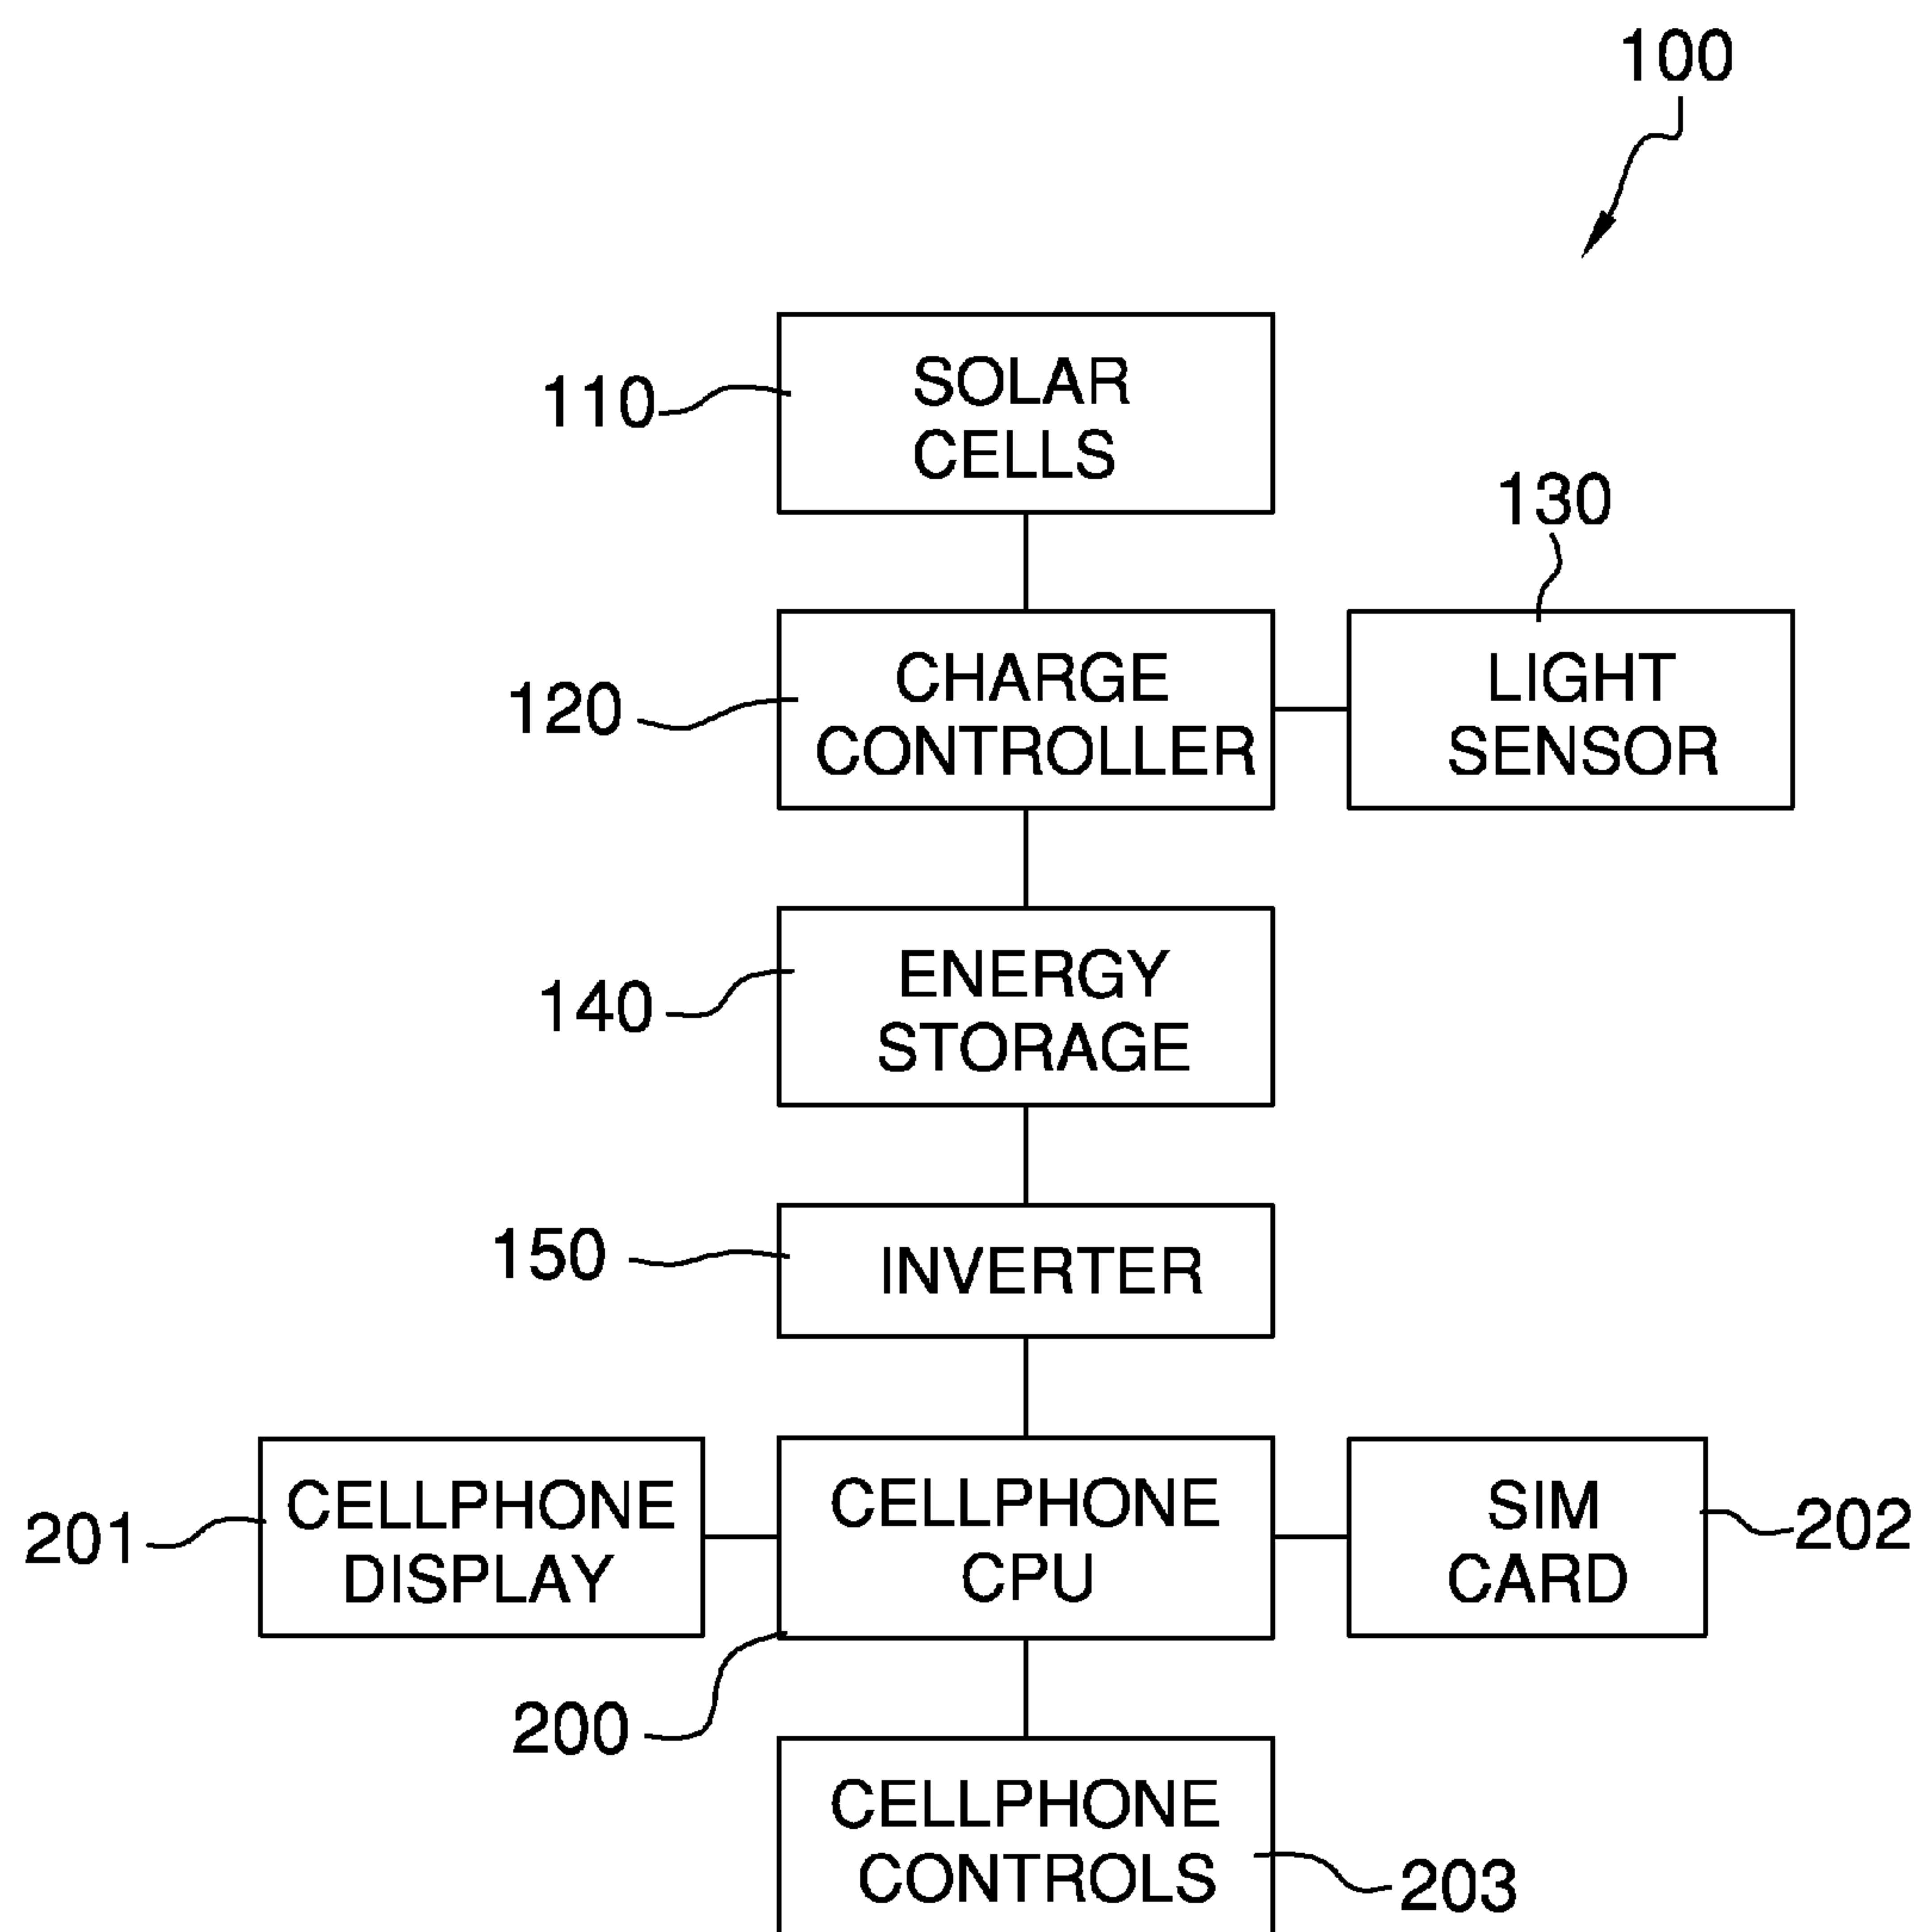 100
110
SOLAR
CELLS
130
120
CHARGE
CONTROLLER
LIGHT
SENSOR
140
ENERGY
STORAGE
150
INVERTER
201
CELLPHONE
DISPLAY
CELLPHONE
CPU
SIM
CARD
202
200
CELLPHONE
CONTROLS
203